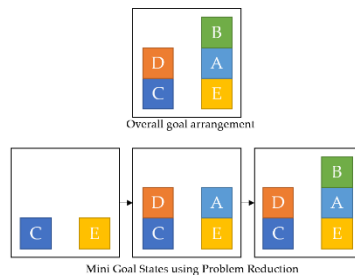 B
D A
C E
Overall goal arrangement
B
D A D A
C E C E C E
Mini Goal States using Problem Reduction